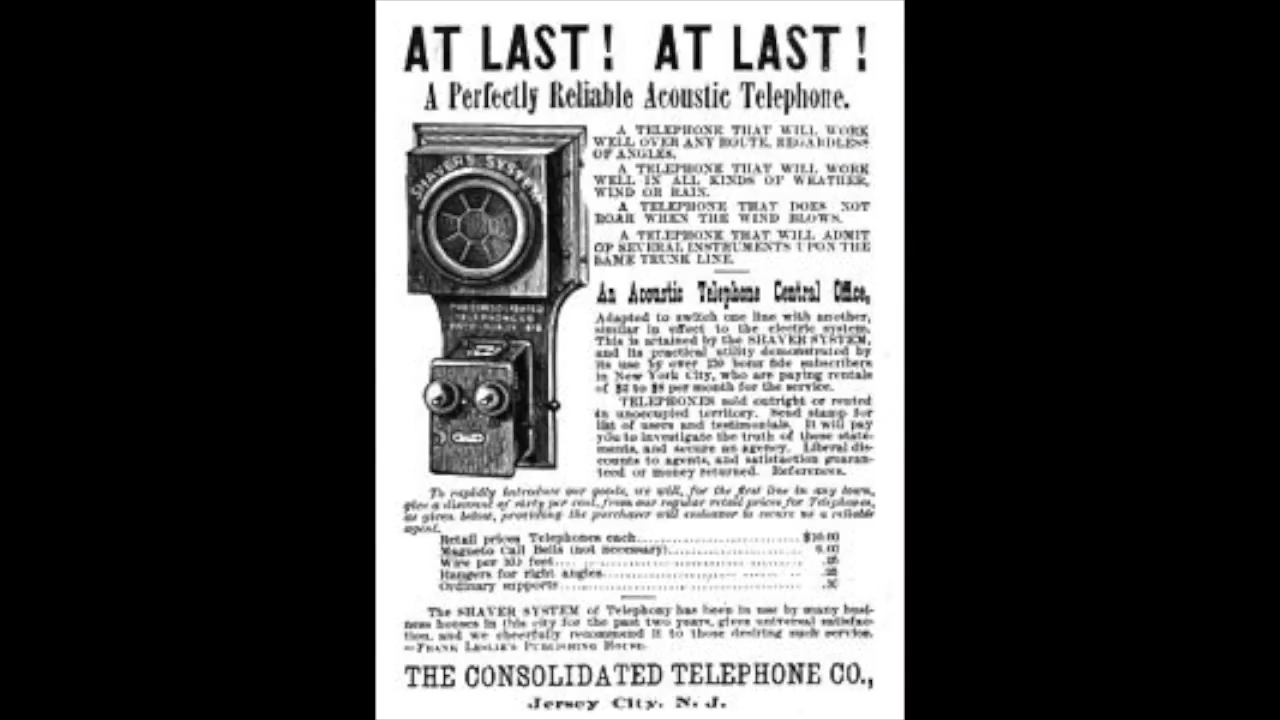 AT LAST! AT LAST!
A Perfectly Reliable Acoustic Telephone.
SHAVER'S SYSTEM
A TELEPHONE THAT WILL WORK
WELL OVER ANY ROUTE, REGARDLESS
OF ANGLES.
A TELEPHONE THAT WILL WORK
WELL IN ALL KINDS OF WEATHER,
WIND OR RAIN.
A TELEPHONE THAT DOES NOT
ROAR WHEN THE WIND BLOWS.
A TELEPHONE THAT WILL ADMIT
OF SEVERAL INSTRUMENTS UPON THE
SAME TRUNK LINE.
THE CONSOLIDATED
TELEPHONE CO
An Acoustic Telephone Central Office,
Adapted to switch one line with another,
similar in effect to the electric system.
This is attained by the SHAVER SYSTEM,
and its practical utility demonstrated by
its use by over bona fide subscribers
in New York City, who are paying rentals
of to per month for the service.
TELEPHONES sold outright or rented
in unoccupied territory. Send stamp for
list of users and testimonials. It will pay
you to investigate the truth of these state-
ments, and secure an agency. Liberal dis-
counts to agents, and satisfaction guaran-
teed or money returned. References.
To rapidly introduce our goods, we will, for the first line in any town,
give a discount of per cent. from our regular retail prices for Telephones,
as given below, providing the purchaser will endeavor to secure us a reliable
agent.
Retail prices Telephones each $10.00
Magneto Call Bells (not necessary)
Wire per 100 feet
Hangers for right angles
Ordinary supports
The SHAVER SYSTEM of Telephony has been in use by many busi-
ness houses in this city for the past two years, gives universal satisfac-
tion, and we cheerfully recommend it to those desiring such service.
—FRANK LESLIE'S PUBLISHING HOUSE.
THE CONSOLIDATED TELEPHONE CO.,
Jersey City, N. J.